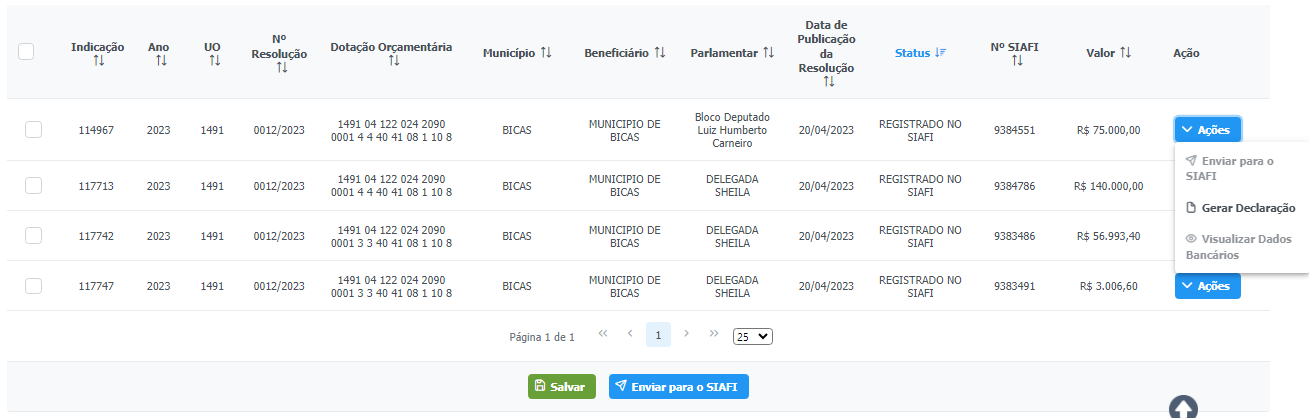 Indicação Ano UO Nº Resolução Dotação Orçamentária Município Beneficiário Parlamentar Data de Publicação da Resolução Status Nº SIAFI Valor Ação
114967 2023 1491 0012/2023 1491 04 122 024 2090 0001 4 4 40 41 08 1 10 8 BICAS MUNICIPIO DE BICAS Bloco Deputado Luiz Humberto Carneiro 20/04/2023 REGISTRADO NO SIAFI 9384551 R$ 75.000,00 Ações
Enviar para o
SIAFI
Gerar Declaração
Visualizar Dados
Bancários
117713 2023 1491 0012/2023 1491 04 122 024 2090 0001 4 4 40 41 08 1 10 8 BICAS MUNICIPIO DE BICAS DELEGADA SHEILA 20/04/2023 REGISTRADO NO SIAFI 9384786 R$ 140.000,00
117742 2023 1491 0012/2023 1491 04 122 024 2090 0001 3 3 40 41 08 1 10 8 BICAS MUNICIPIO DE BICAS DELEGADA SHEILA 20/04/2023 REGISTRADO NO SIAFI 9383486 R$ 56.993,40
117747 2023 1491 0012/2023 1491 04 122 024 2090 0001 3 3 40 41 08 1 10 8 BICAS MUNICIPIO DE BICAS DELEGADA SHEILA 20/04/2023 REGISTRADO NO SIAFI 9383491 R$ 3.006,60 Ações
Página 1 de 1 1 25
Salvar Enviar para o SIAFI